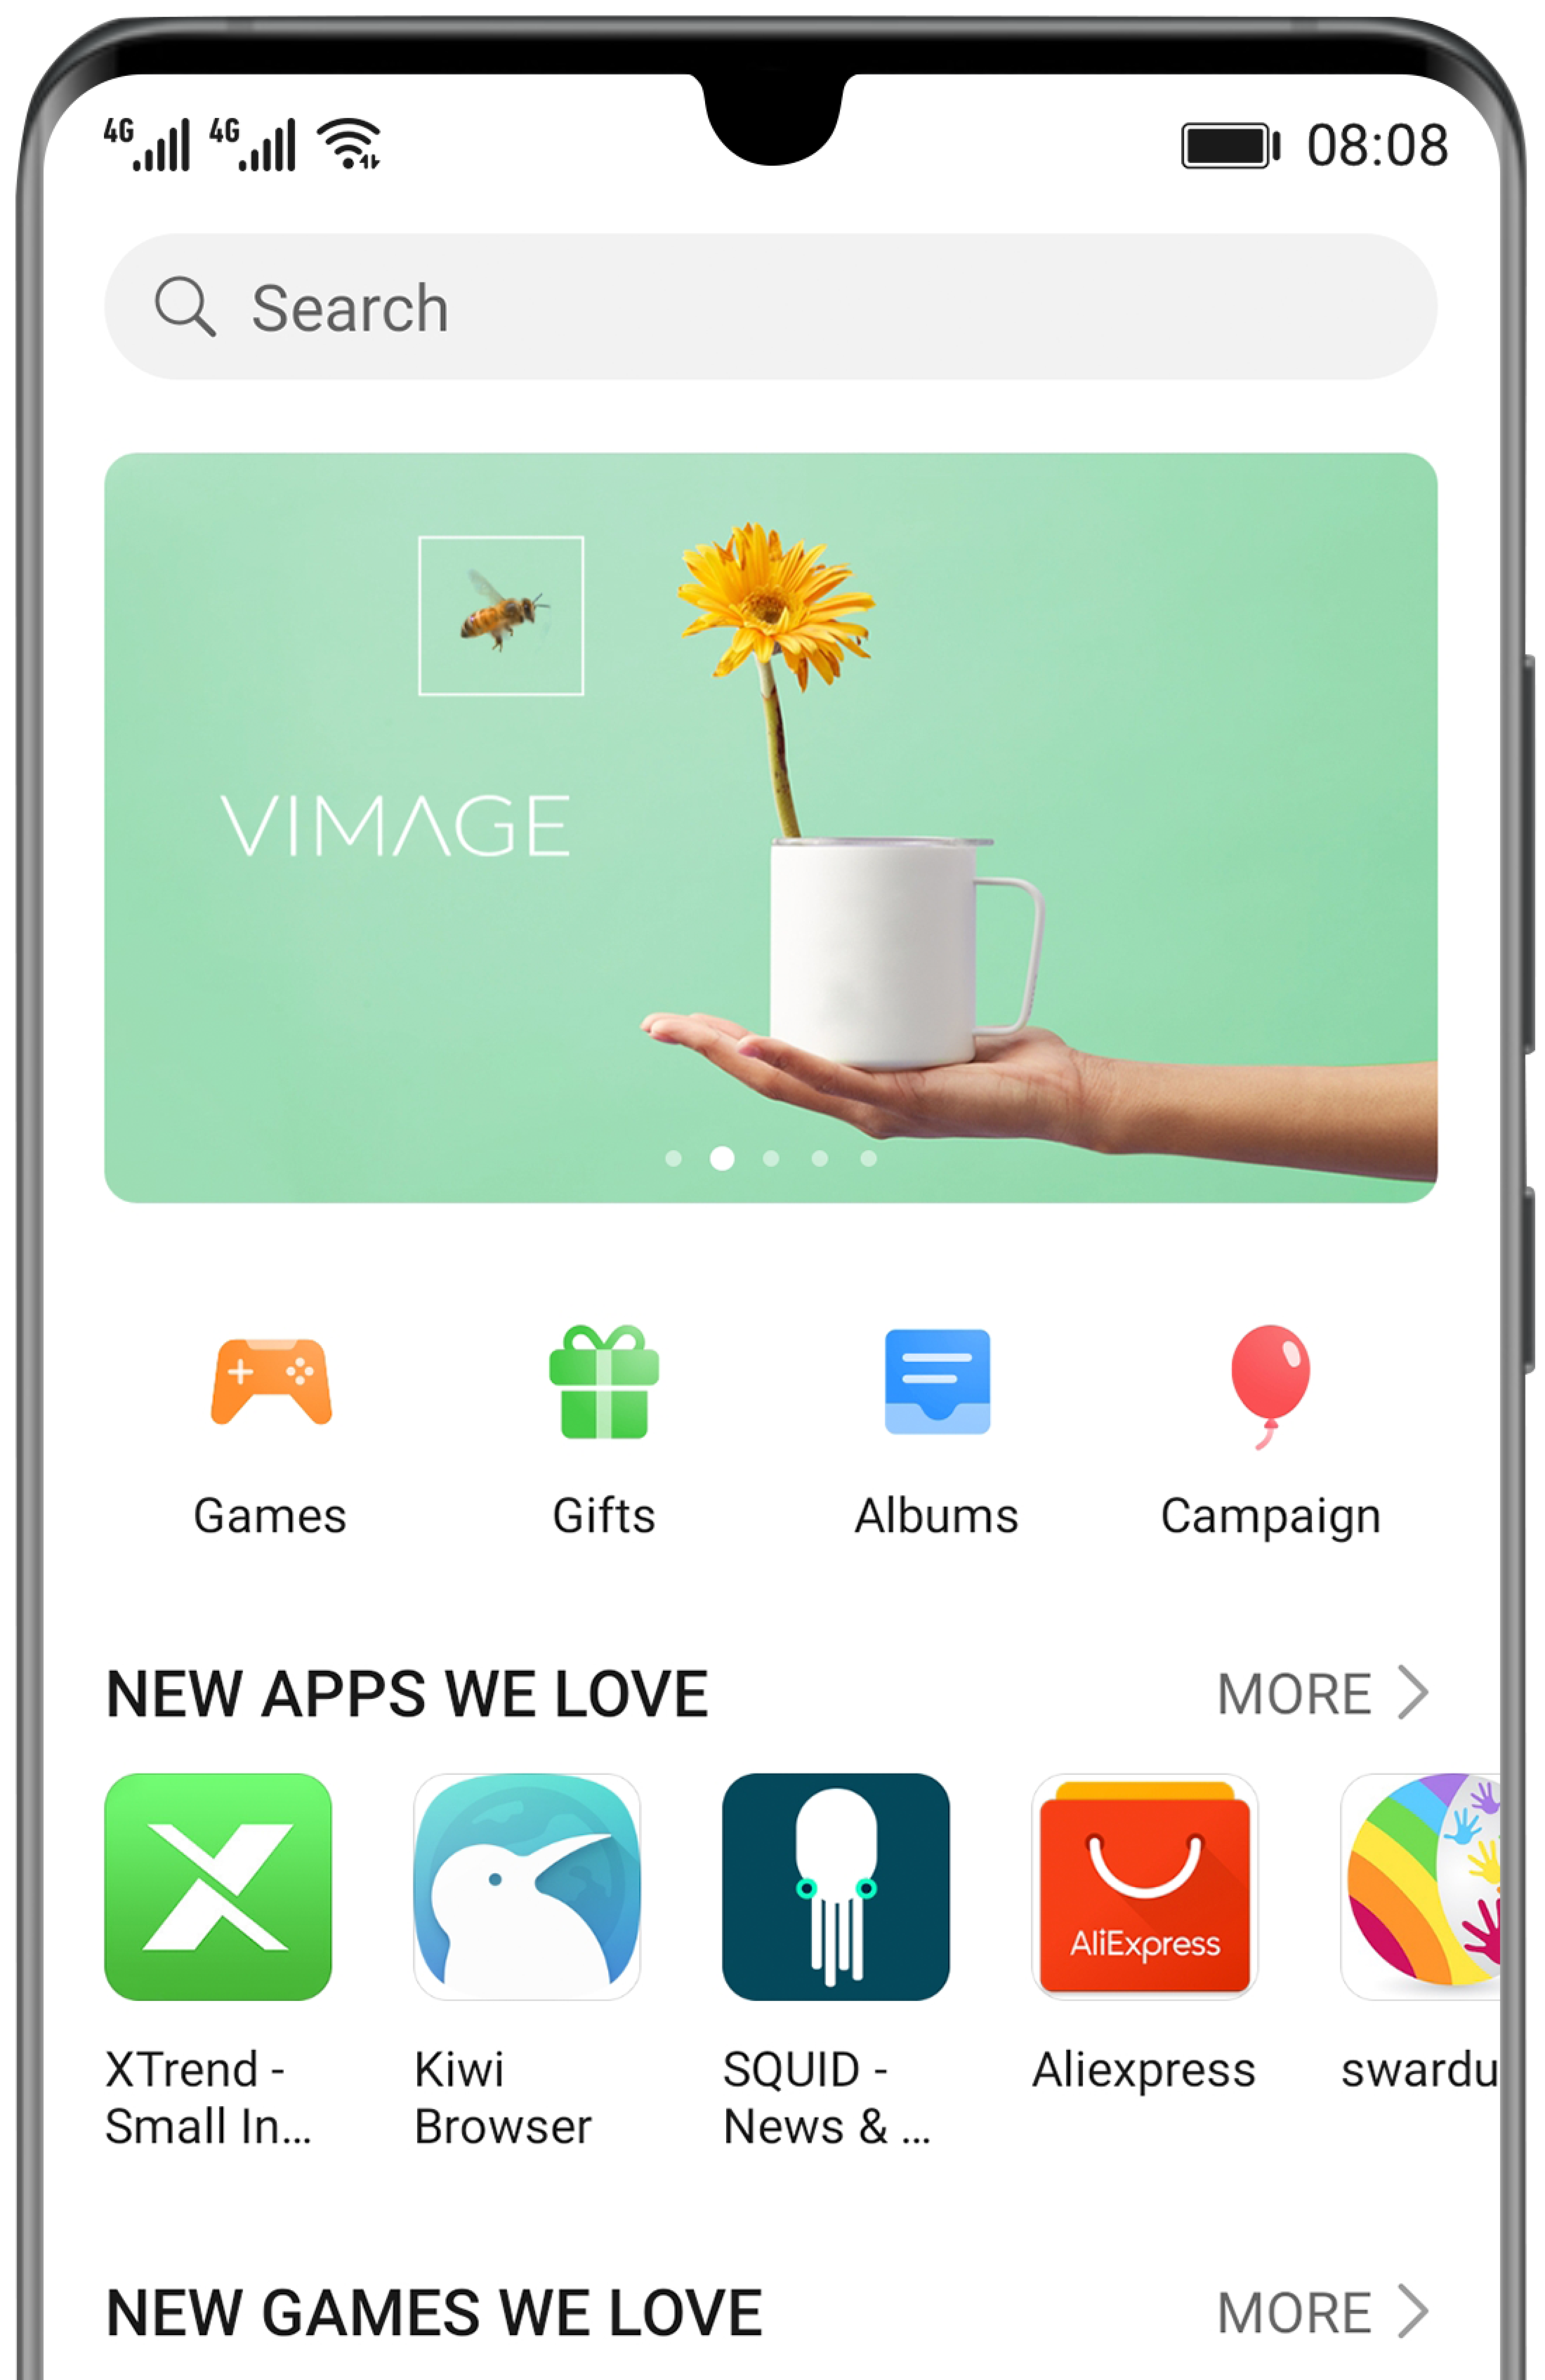 4G 4G 08:08
Search
VIMAGE
Games Gifts Albums Campaign
NEW APPS WE LOVE MORE
AliExpress
XTrend - Kiwi SQUID - Aliexpress swardu
Small In... Browser News & ...
NEW GAMES WE LOVE MORE